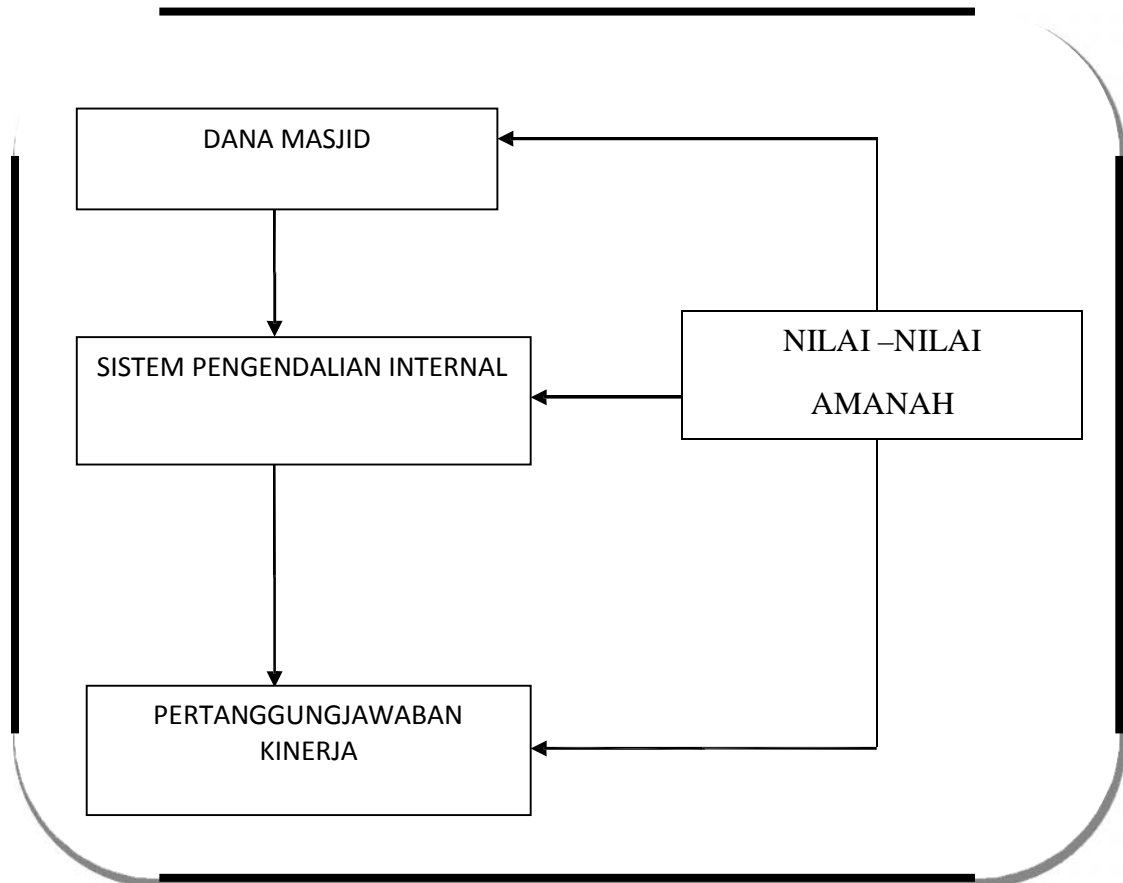 DANA MASJID
SISTEM PENGENDALIAN INTERNAL
NILAI –NILAI
AMANAH
PERTANGGUNGJAWABAN
KINERJA